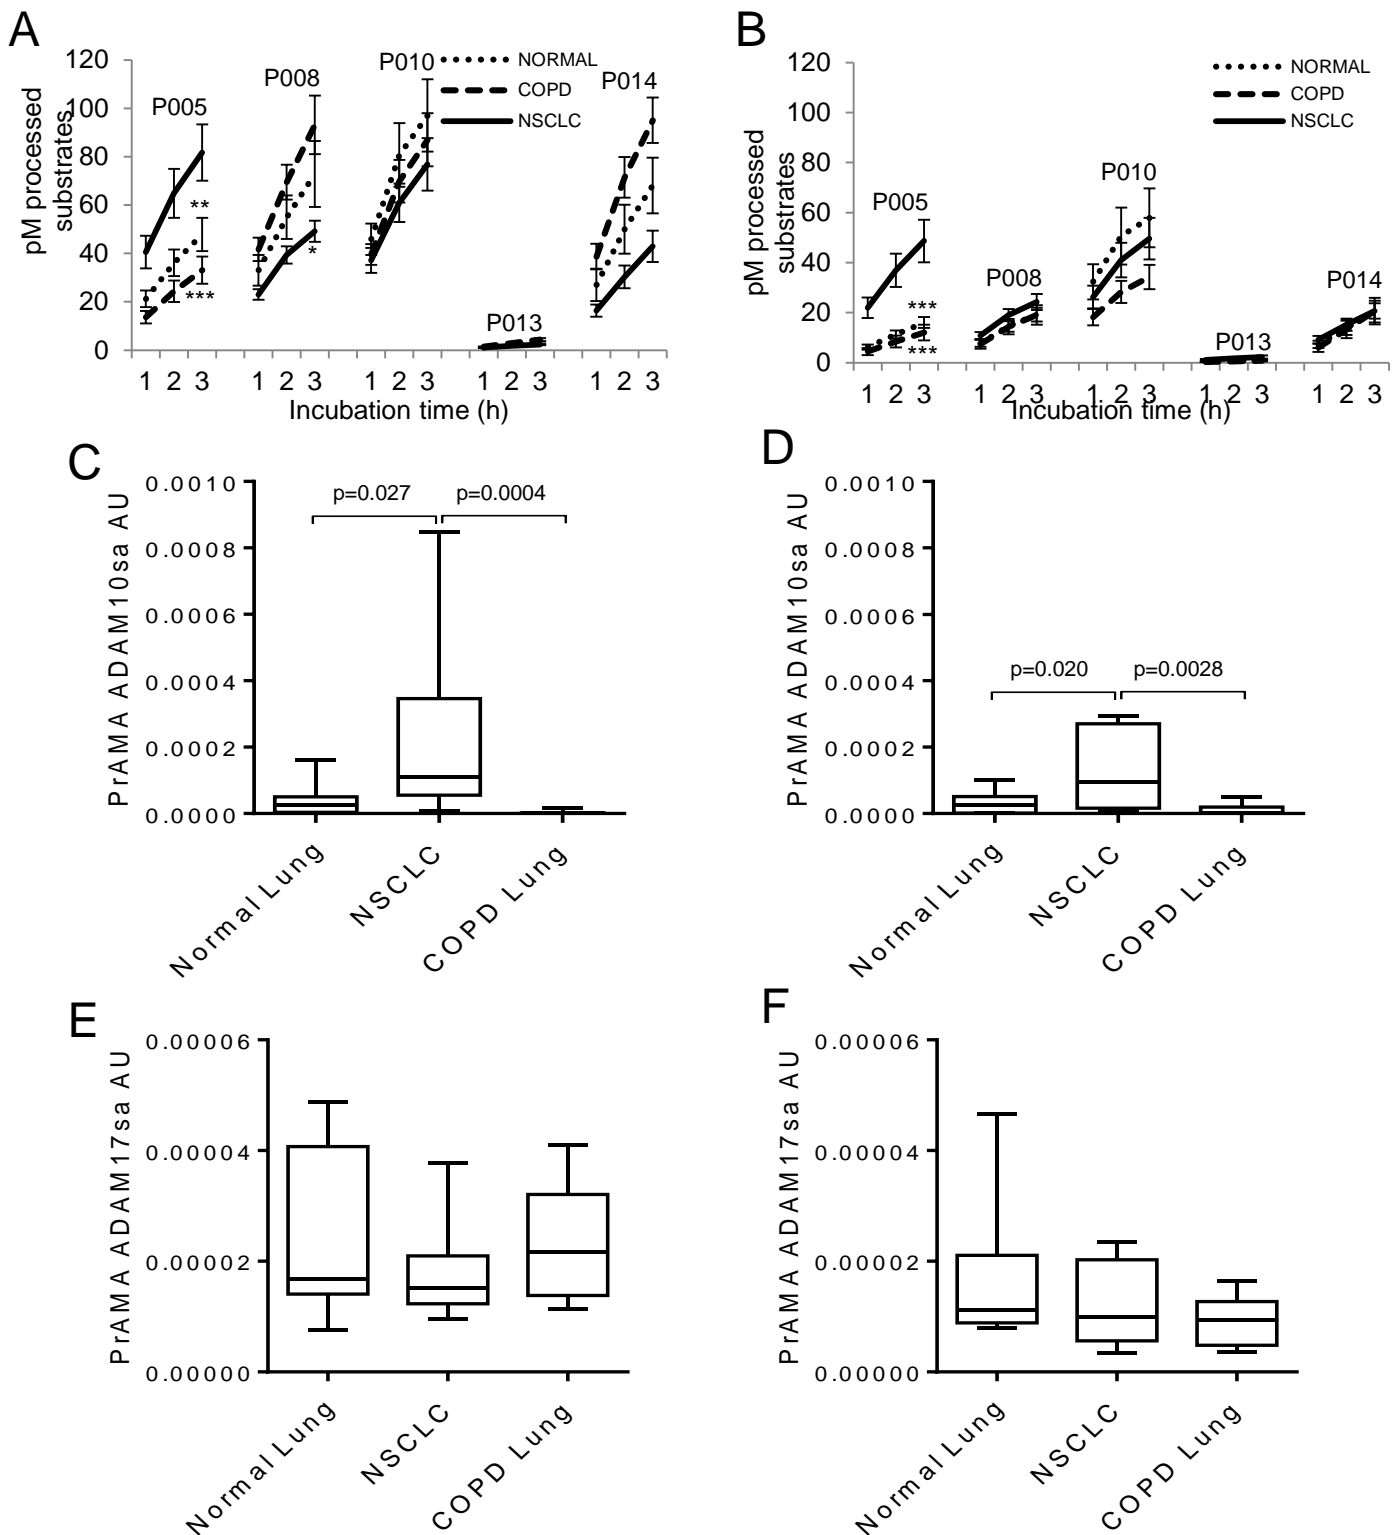 A
pM processed
substrates
120
100
80
60
40
20
0
P005
P008
P010
P013
P014
NORMAL
COPD
NSCLC
**
***
*
1 2 3 1 2 3 1 2 3 1 2 3 1 2 3
Incubation time (h)
B
pM processed
substrates
120
100
80
60
40
20
0
NORMAL
COPD
NSCLC
P005
P008
P010
P013
P014
***
***
1 2 3 1 2 3 1 2 3 1 2 3 1 2 3
Incubation time (h)
C
PrAMA ADAM10sa AU
0.0010
0.0008
0.0006
0.0004
0.0002
0.0000
p=0.027
p=0.0004
Normal Lung
NSCLC
COPD Lung
D
PrAMA ADAM10sa AU
0.0010
0.0008
0.0006
0.0004
0.0002
0.0000
p=0.020
p=0.0028
Normal Lung
NSCLC
COPD Lung
E
PrAMA ADAM17sa AU
0.00006
0.00004
0.00002
0.00000
Normal Lung
NSCLC
COPD Lung
F
PrAMA ADAM17sa AU
0.00006
0.00004
0.00002
0.00000
Normal Lung
NSCLC
COPD Lung